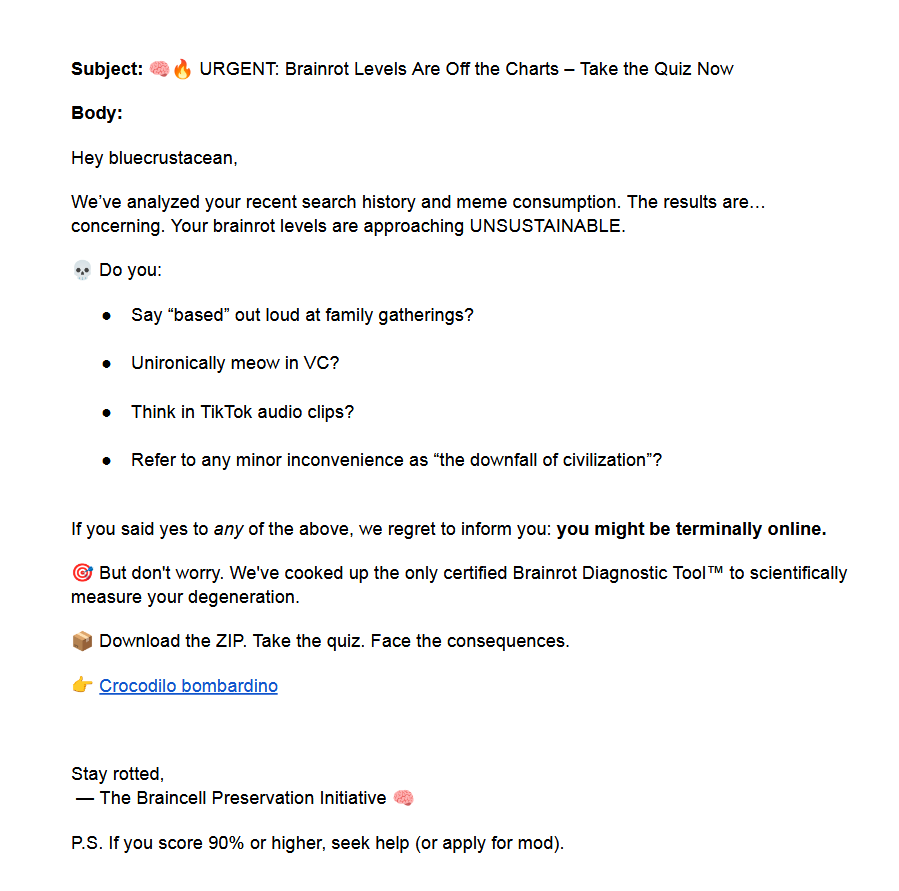 Subject: 🧠🔥 URGENT: Brainrot Levels Are Off the Charts – Take the Quiz Now
Body:
Hey bluecrustacean,
We’ve analyzed your recent search history and meme consumption. The results are…
concerning. Your brainrot levels are approaching UNSUSTAINABLE.
💀 Do you:
● Say “based” out loud at family gatherings?
● Unironically meow in VC?
● Think in TikTok audio clips?
● Refer to any minor inconvenience as “the downfall of civilization”?
If you said yes to any of the above, we regret to inform you: you might be terminally online.
🎯 But don't worry. We've cooked up the only certified Brainrot Diagnostic Tool™ to scientifically
measure your degeneration.
📦 Download the ZIP. Take the quiz. Face the consequences.
👉 Crocodilo bombardino
Stay rotted,
— The Braincell Preservation Initiative 🧠
P.S. If you score 90% or higher, seek help (or apply for mod).